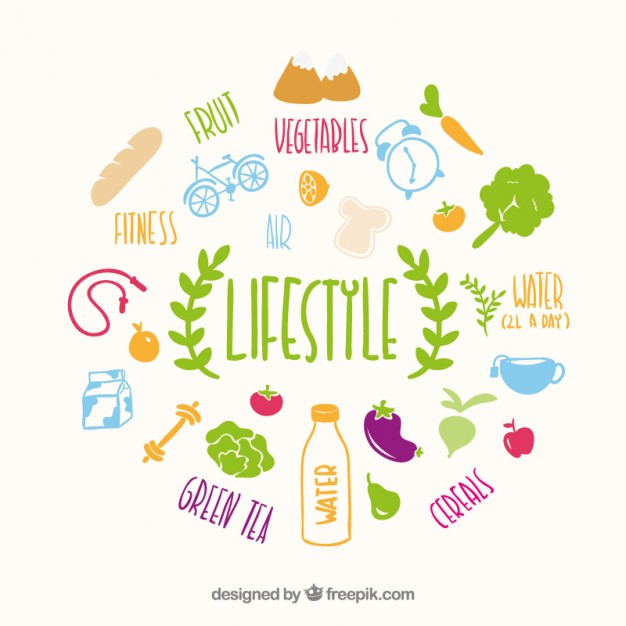 FRUIT
VEGETABLES
FITNESS
AIR
LIFESTYLE
WATER
(2L A DAY)
WATER
GREEN TEA
CEREALS
designed by freepik.com